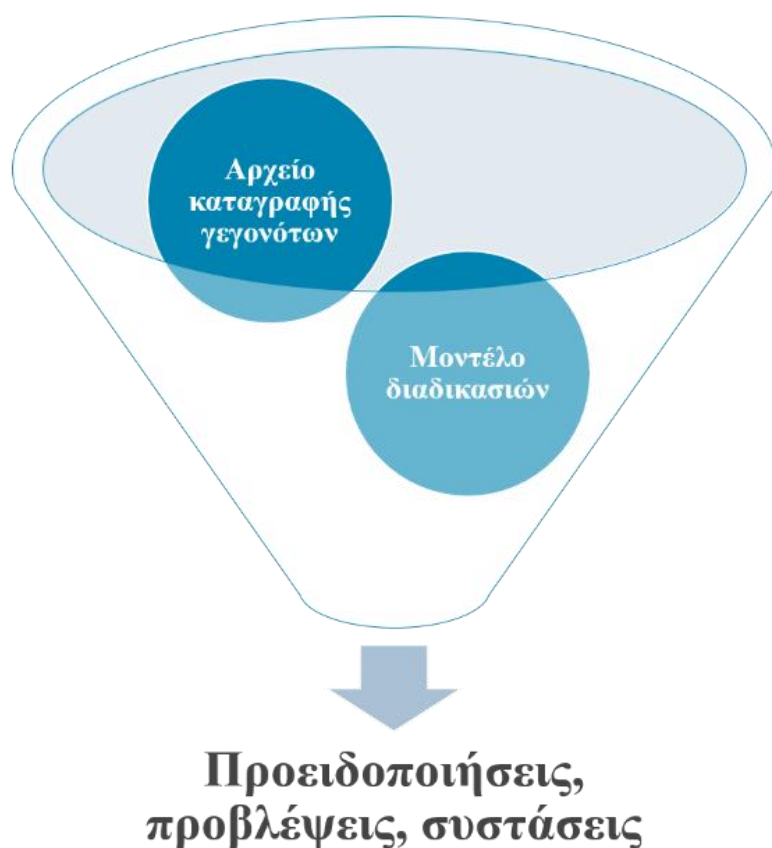 Αρχείο
καταγραφής
γεγονότων
Μοντέλο
διαδικασιών
Προειδοποιήσεις,
προβλέψεις, συστάσεις